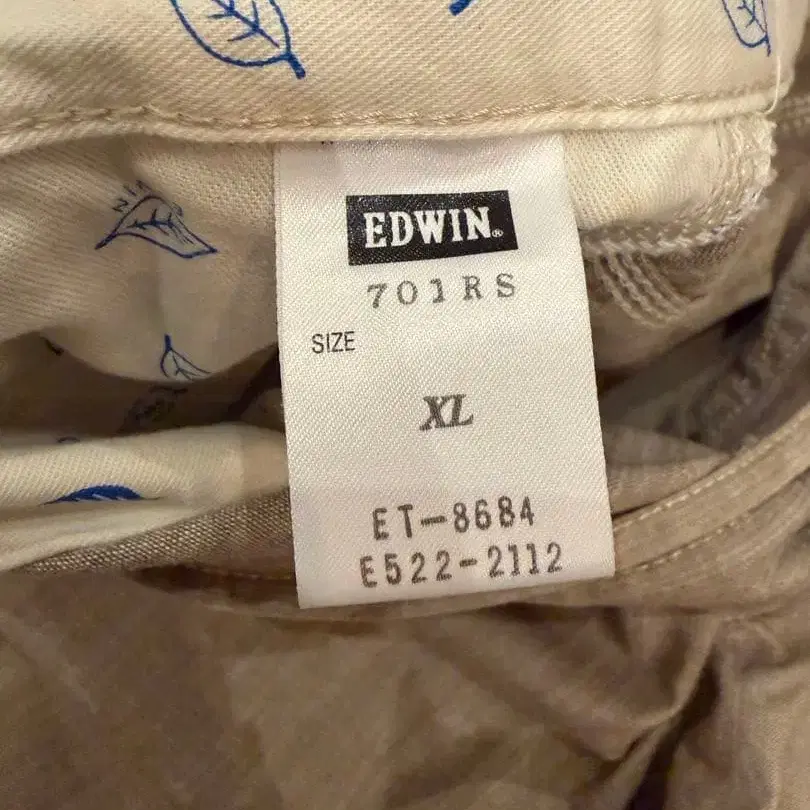 EDWIN®
701RS
SIZE
XL
ET-8684
E522-2112